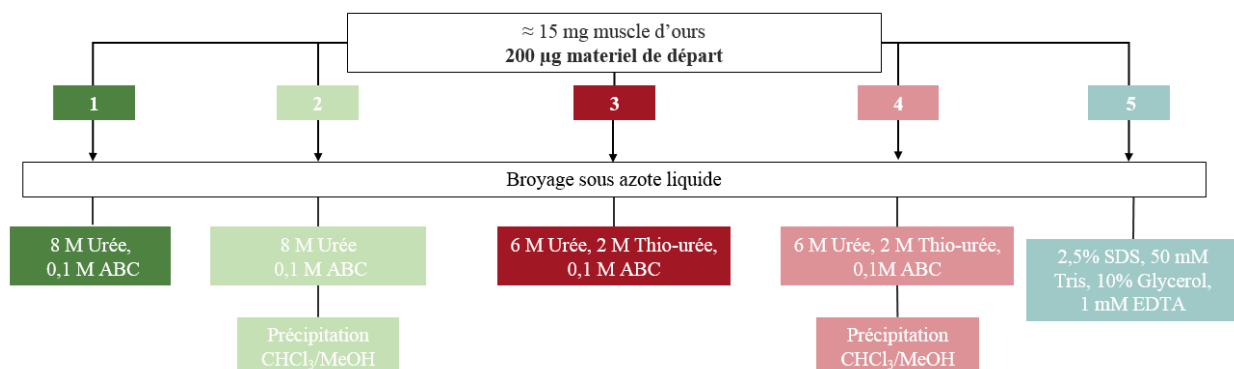 ≈ 15 mg muscle d’ours
200 µg materiel de départ
1
2
3
4
5
Broyage sous azote liquide
8 M Urée,
0,1 M ABC
8 M Urée
0,1 M ABC
6 M Urée, 2 M Thio-urée,
0,1 M ABC
6 M Urée, 2 M Thio-urée,
0,1M ABC
2,5% SDS, 50 mM
Tris, 10% Glycerol,
1 mM EDTA
Précipitation
CHCl₃/MeOH
Précipitation
CHCl₃/MeOH